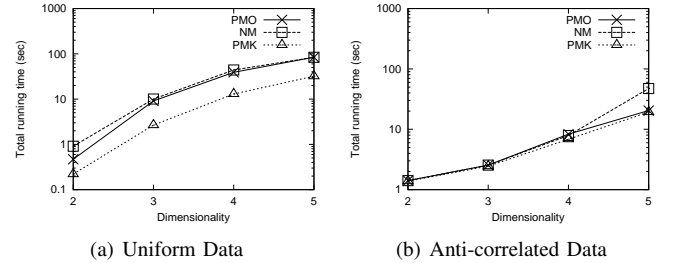 1000
100
10
1
0.1
Total running time (sec)
PMO
NM
PMK
2 3 4 5
Dimensionality
(a) Uniform Data
1000
100
10
1
Total running time (sec)
PMO
NM
PMK
2 3 4 5
Dimensionality
(b) Anti-correlated Data